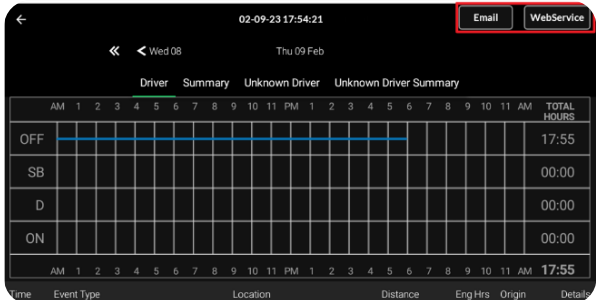 02-09-23 17:54:21 Email WebService
Wed 08 Thu 09 Feb
Driver Summary Unknown Driver Unknown Driver Summary
AM 1 2 3 4 5 6 7 8 9 10 11 PM 1 2 3 4 5 6 7 8 9 10 11 AM TOTAL
HOURS
OFF 17:55
SB 00:00
D 00:00
ON 00:00
AM 1 2 3 4 5 6 7 8 9 10 11 PM 1 2 3 4 5 6 7 8 9 10 11 AM 17:55
Time Event Type Location Distance Eng Hrs Origin Details